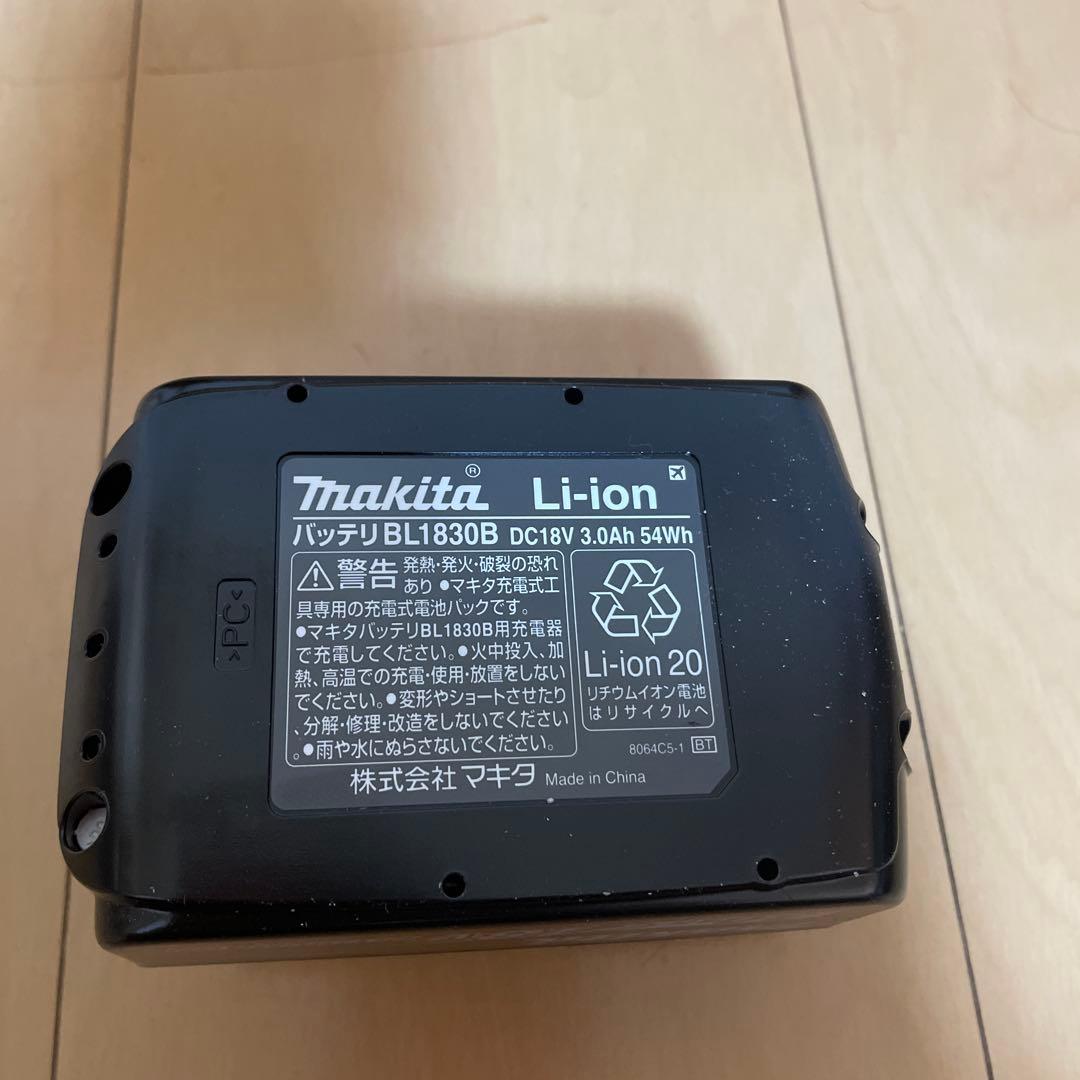 makita®
Li-ion
バッテリ BL1830B DC18V 3.0Ah 54Wh
警告 発熱・発火・破裂の恐れ
あり ●マキタ充電式工
具専用の充電式電池パックです。
●マキタバッテリBL1830B用充電器
で充電してください。●火中投入、加
熱、高温での充電・使用・放置をしない
でください。●変形やショートさせたり
、分解・修理・改造をしないでください
。●雨や水にぬらさないでください。
Li-ion 20
リチウムイオン電池
はリサイクルへ
8064C5-1 BT
株式会社 マキタ Made in China
>PC<